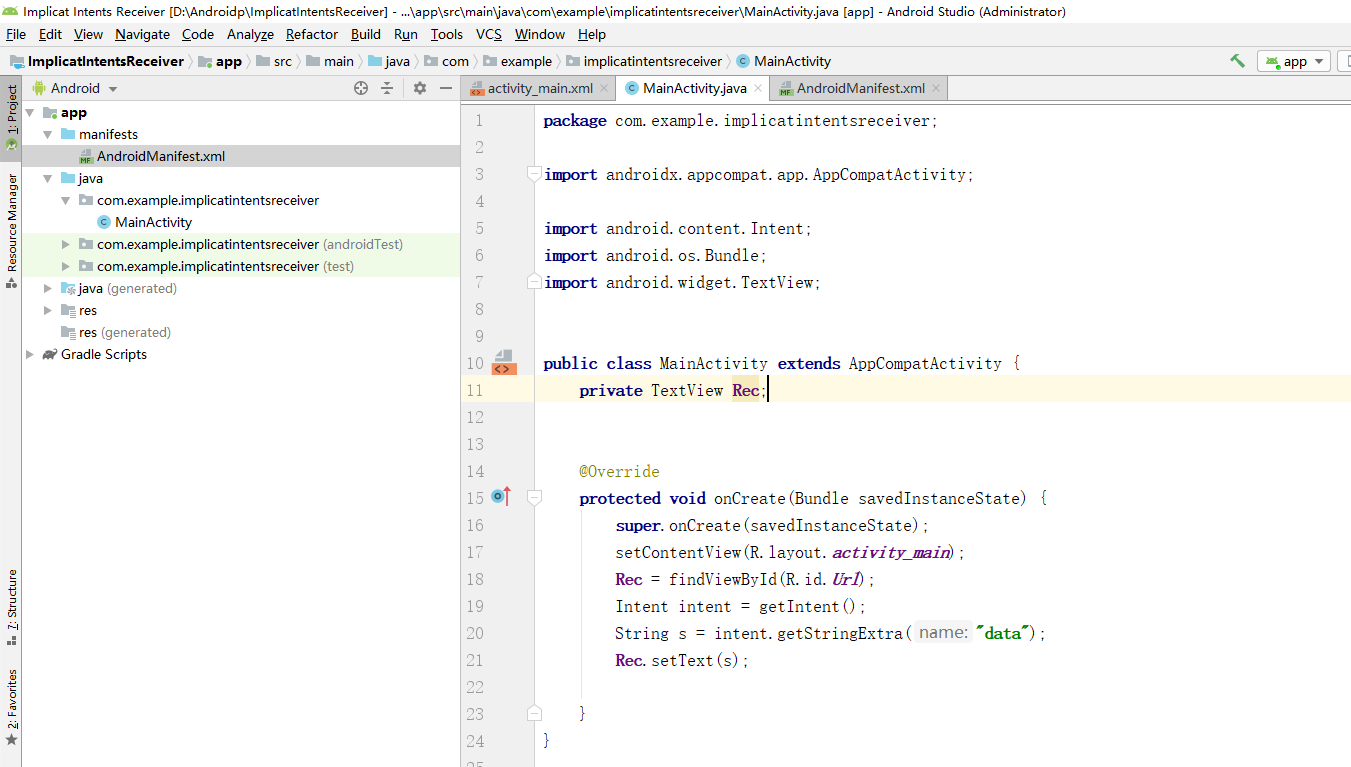 Implicat Intents Receiver [D:\Androidp\ImplicatIntentsReceiver] - ...\app\src\main\java\com\example\implicatintentsreceiver\MainActivity.java [app] - Android Studio (Administrator)
File Edit View Navigate Code Analyze Refactor Build Run Tools VCS Window Help
ImplicatIntentsReceiver app src main java com example implicatintentsreceiver MainActivity app
1: Project
Resource Manager
7: Structure
2: Favorites
Android
app
manifests
AndroidManifest.xml
java
com.example.implicatintentsreceiver
MainActivity
com.example.implicatintentsreceiver (androidTest)
com.example.implicatintentsreceiver (test)
java (generated)
res
res (generated)
Gradle Scripts
activity_main.xml MainActivity.java AndroidManifest.xml
1 package com.example.implicatintentsreceiver;
2
3 import androidx.appcompat.app.AppCompatActivity;
4
5 import android.content.Intent;
6 import android.os.Bundle;
7 import android.widget.TextView;
8
9
10 public class MainActivity extends AppCompatActivity {
11 private TextView Rec;
12
13
14 @Override
15 protected void onCreate(Bundle savedInstanceState) {
16 super.onCreate(savedInstanceState);
17 setContentView(R.layout.activity_main);
18 Rec = findViewById(R.id.Url);
19 Intent intent = getIntent();
20 String s = intent.getStringExtra( name: "data");
21 Rec.setText(s);
22
23 }
24 }
25